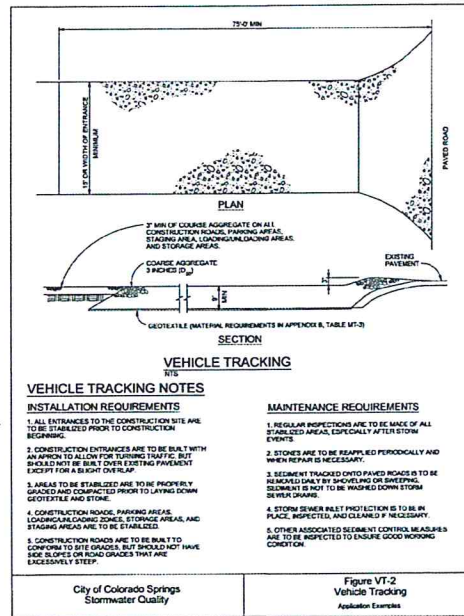 75'-0" MIN
15' OR WIDTH OF ENTRANCE
MINIMUM
PAVED ROAD
PLAN
3" MIN OF COURSE AGGREGATE ON ALL
CONSTRUCTION ROADS, PARKING AREAS,
STAGING AREA, LOADING/UNLOADING AREAS,
AND STORAGE AREAS.
COARSE AGGREGATE
3 INCHES (D50)
EXISTING
PAVEMENT
3"
9"
MIN
GEOTEXTILE (MATERIAL REQUIREMENTS IN APPENDIX B, TABLE MT-3)
SECTION
VEHICLE TRACKING
NTS
VEHICLE TRACKING NOTES
INSTALLATION REQUIREMENTS
1. ALL ENTRANCES TO THE CONSTRUCTION SITE ARE
TO BE STABILIZED PRIOR TO CONSTRUCTION
BEGINNING.
2. CONSTRUCTION ENTRANCES ARE TO BE BUILT WITH
AN APRON TO ALLOW FOR TURNING TRAFFIC, BUT
SHOULD NOT BE BUILT OVER EXISTING PAVEMENT
EXCEPT FOR A SLIGHT OVERLAP.
3. AREAS TO BE STABILIZED ARE TO BE PROPERLY
GRADED AND COMPACTED PRIOR TO LAYING DOWN
GEOTEXTILE AND STONE.
4. CONSTRUCTION ROADS, PARKING AREAS,
LOADING/UNLOADING ZONES, STORAGE AREAS, AND
STAGING AREAS ARE TO BE STABILIZED.
5. CONSTRUCTION ROADS ARE TO BE BUILT TO
CONFORM TO SITE GRADES, BUT SHOULD NOT HAVE
SIDE SLOPES OR ROAD GRADES THAT ARE
EXCESSIVELY STEEP.
MAINTENANCE REQUIREMENTS
1. REGULAR INSPECTIONS ARE TO BE MADE OF ALL
STABILIZED AREAS, ESPECIALLY AFTER STORM
EVENTS.
2. STONES ARE TO BE REAPPLIED PERIODICALLY AND
WHEN REPAIR IS NECESSARY.
3. SEDIMENT TRACKED ONTO PAVED ROADS IS TO BE
REMOVED DAILY BY SHOVELING OR SWEEPING.
SEDIMENT IS NOT TO BE WASHED DOWN STORM
SEWER DRAINS.
4. STORM SEWER INLET PROTECTION IS TO BE IN
PLACE, INSPECTED, AND CLEANED IF NECESSARY.
5. OTHER ASSOCIATED SEDIMENT CONTROL MEASURES
ARE TO BE INSPECTED TO ENSURE GOOD WORKING
CONDITION.
City of Colorado Springs
Stormwater Quality
Figure VT-2
Vehicle Tracking
Application Examples